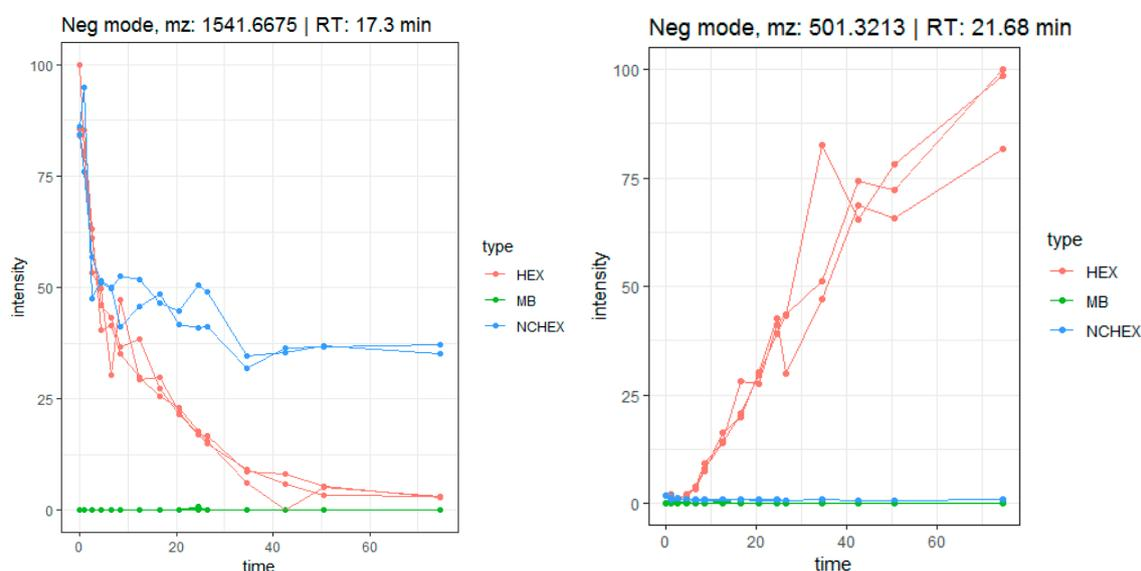 Neg mode, mz: 1541.6675 | RT: 17.3 min
100
75
50
25
0
intensity
0
20
40
60
time
type
HEX
MB
NCHEX
Neg mode, mz: 501.3213 | RT: 21.68 min
100
75
50
25
0
intensity
0
20
40
60
time
type
HEX
MB
NCHEX